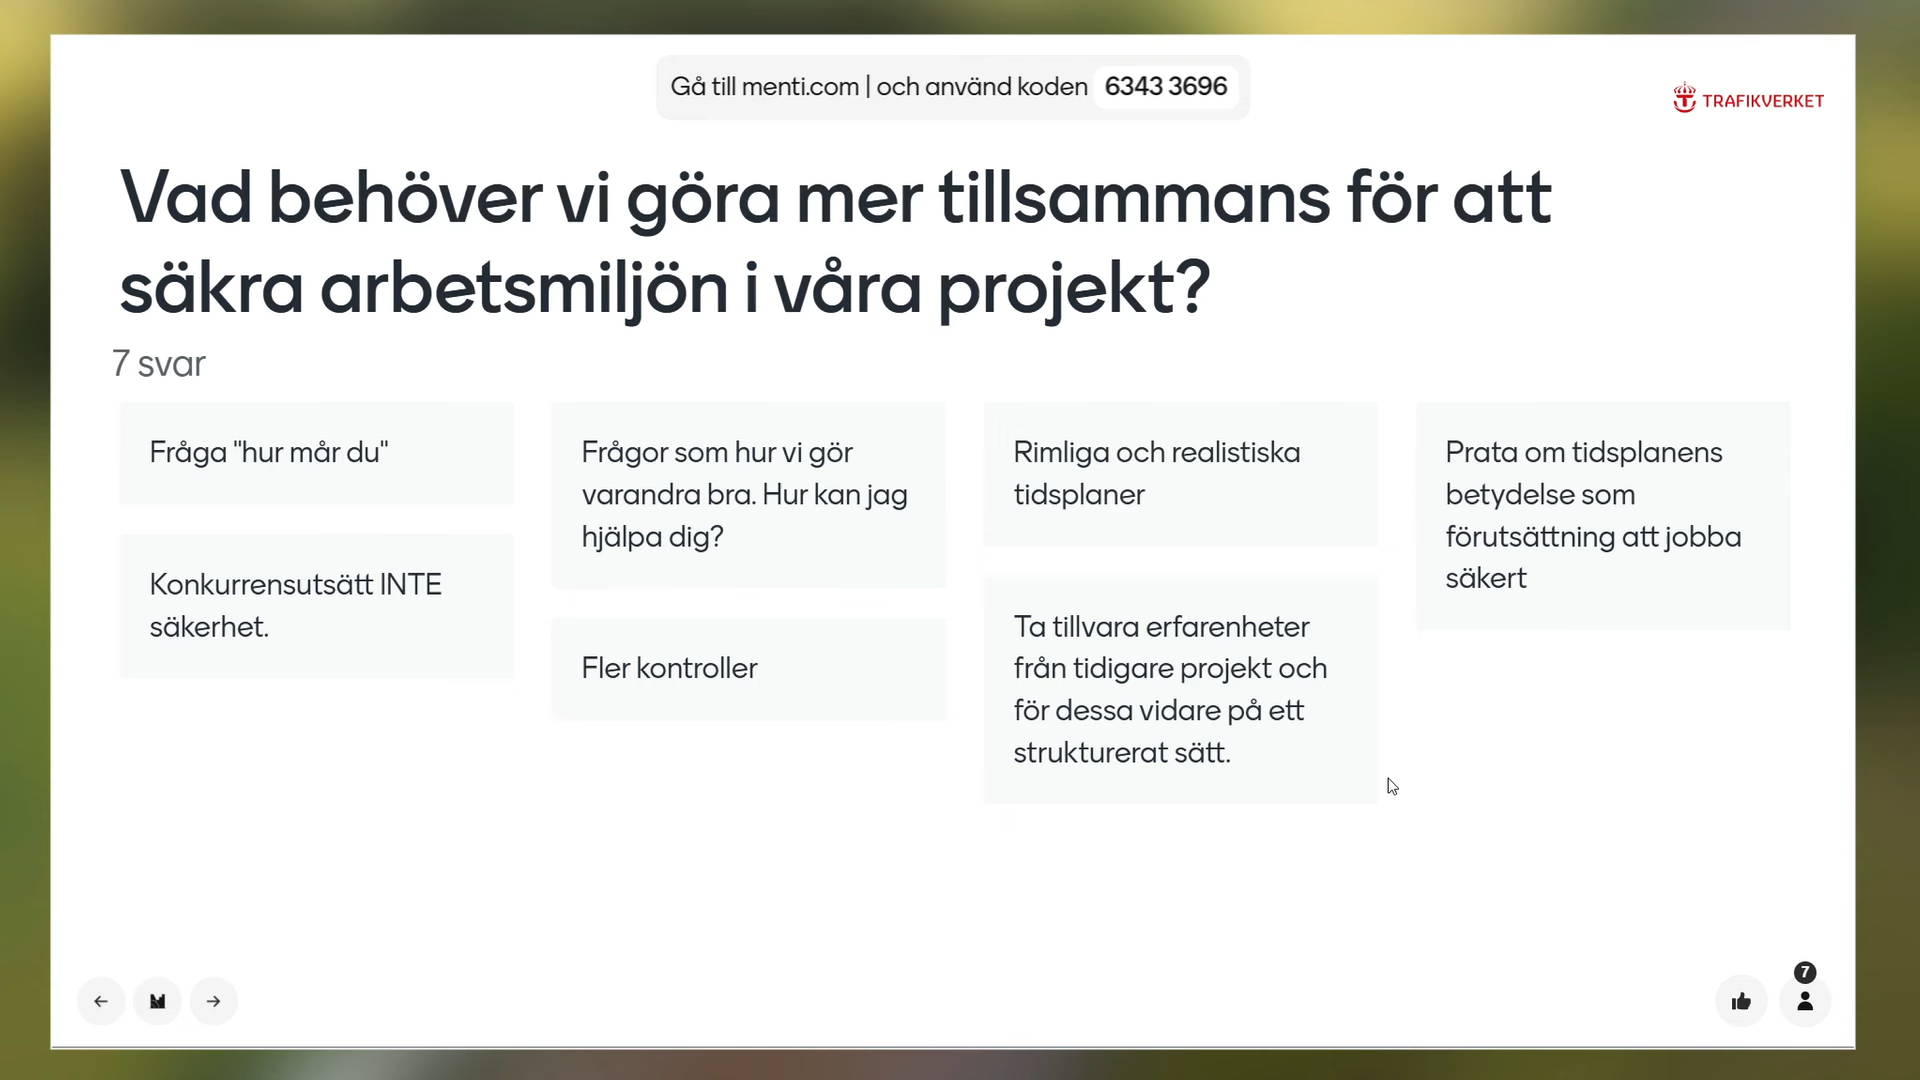 Gå till menti.com | och använd koden 6343 3696
TRAFIKVERKET
Vad behöver vi göra mer tillsammans för att
säkra arbetsmiljön i våra projekt?
7 svar
Fråga "hur mår du"
Konkurrensutsätt INTE
säkerhet.
Frågor som hur vi gör
varandra bra. Hur kan jag
hjälpa dig?
Fler kontroller
Rimliga och realistiska
tidsplaner
Ta tillvara erfarenheter
från tidigare projekt och
för dessa vidare på ett
strukturerat sätt.
Prata om tidsplanens
betydelse som
förutsättning att jobba
säkert
7